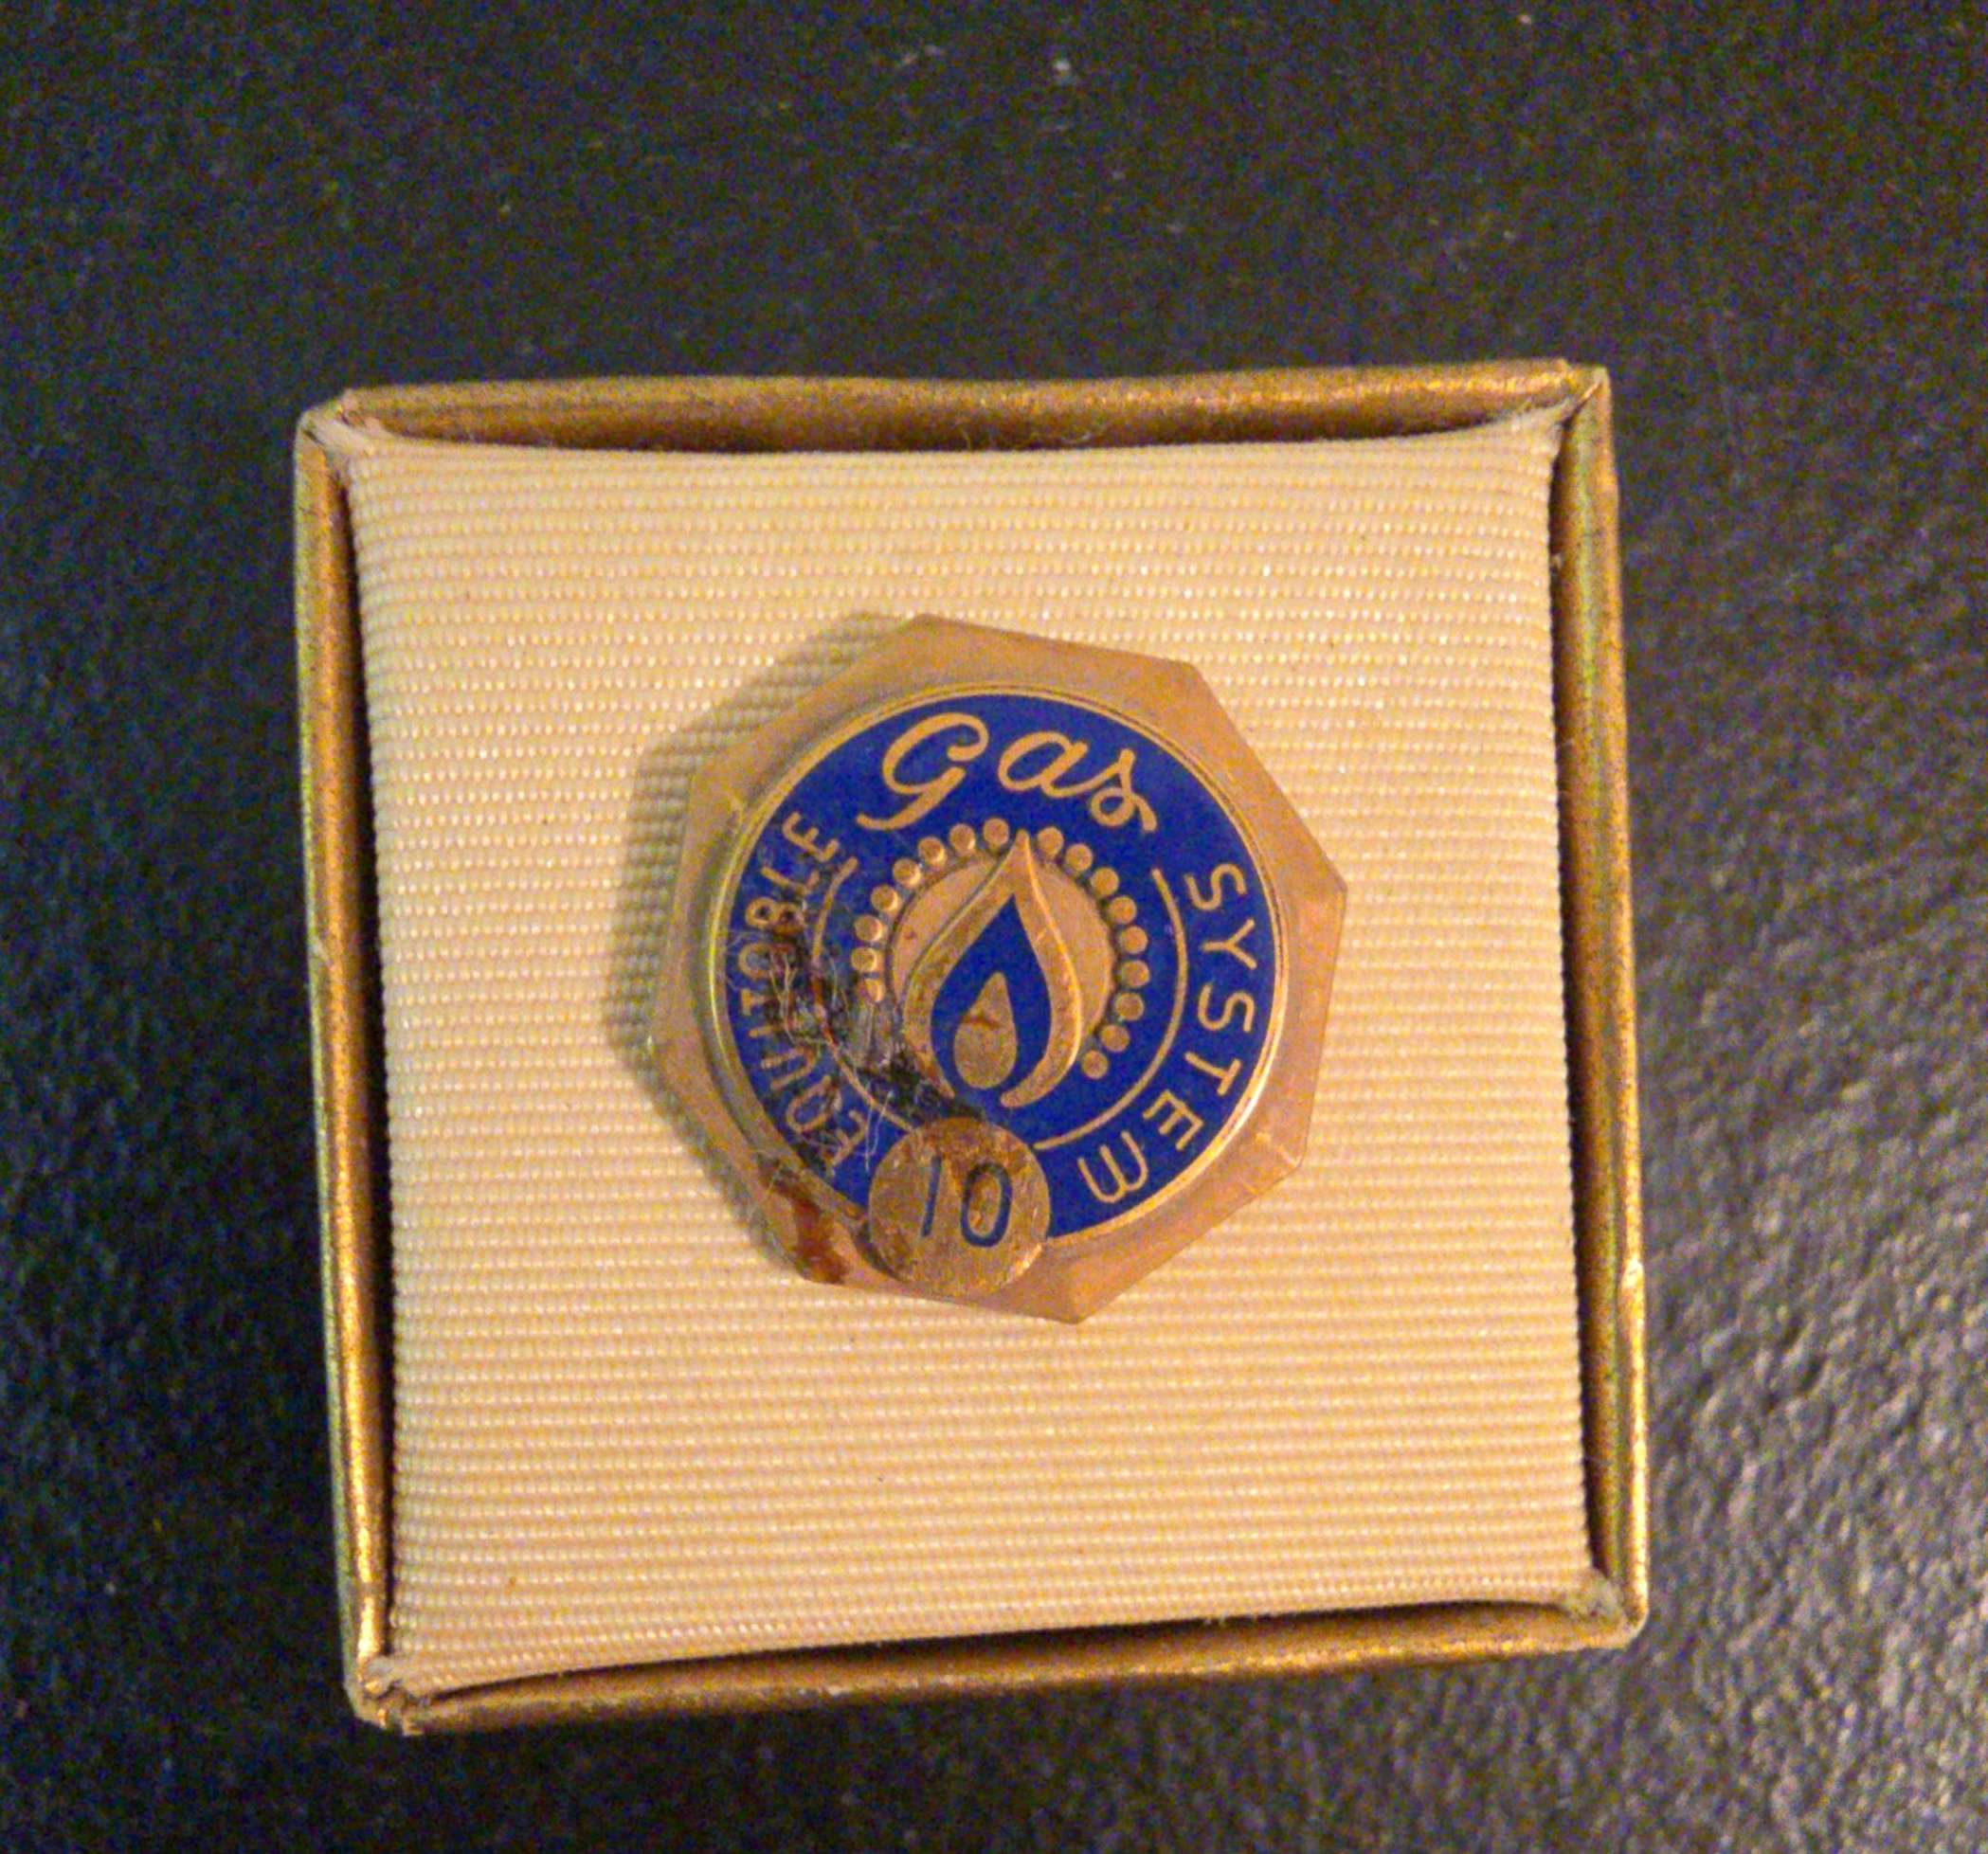 EQUITABLE
Gas
SYSTEM
10